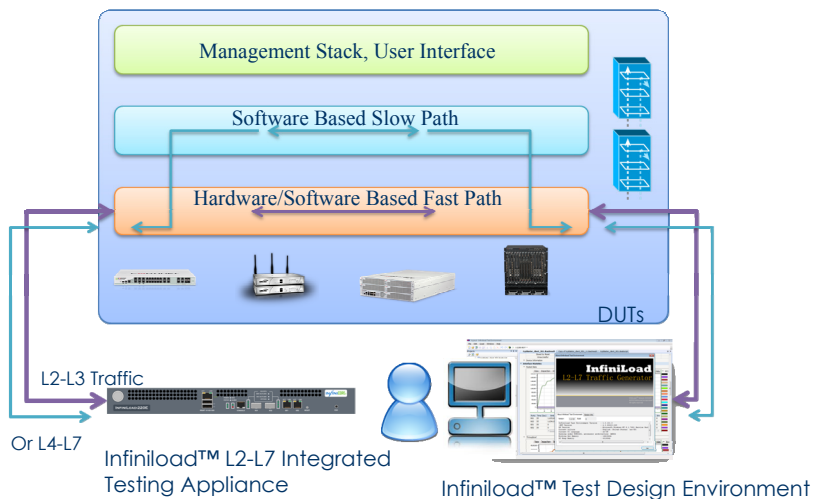 Management Stack, User Interface
Software Based Slow Path
Hardware/Software Based Fast Path
DUTs
L2-L3 Traffic
Or L4-L7
Infiniload™ L2-L7 Integrated
Testing Appliance
InfiniLoad
L2-L7 Traffic Generator
Infiniload™ Test Design Environment